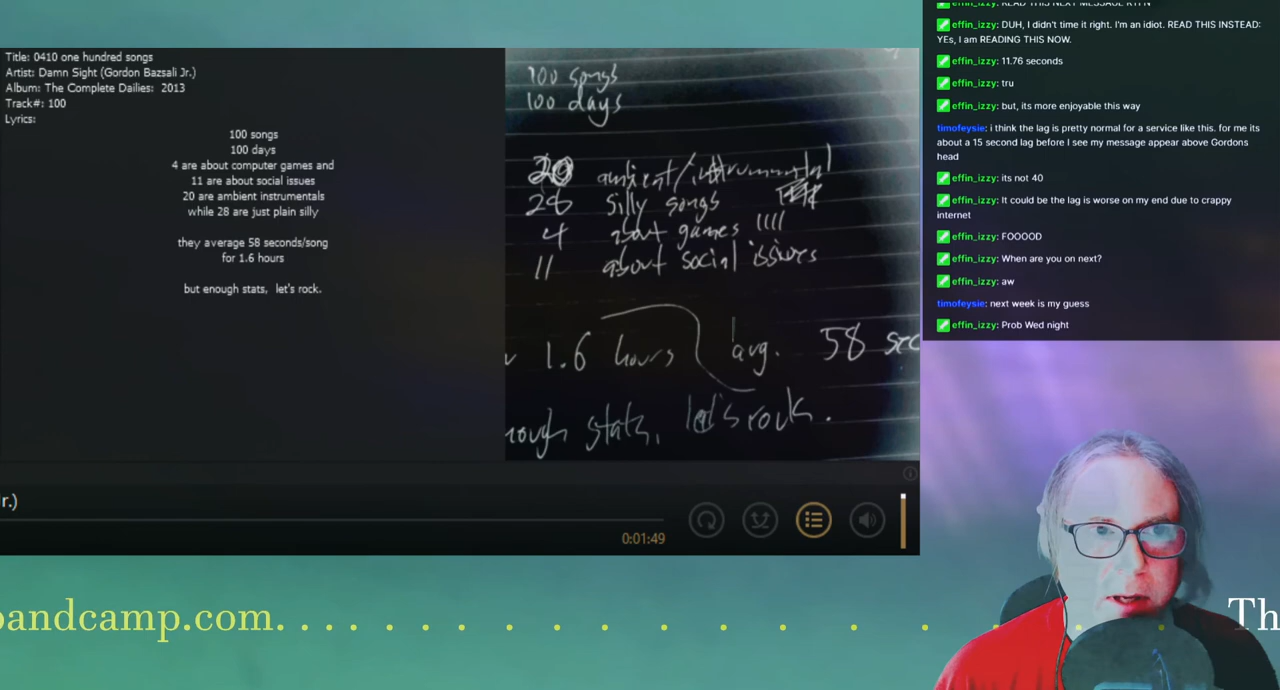 Title: 0410 one hundred songs
Artist: Damn Sight (Gordon Bazsali Jr.)
Album: The Complete Dailies: 2013
Track#: 100
Lyrics:
100 songs
100 days
4 are about computer games and
11 are about social issues
20 are ambient instrumentals
while 28 are just plain silly
they average 58 seconds/song
for 1.6 hours
but enough stats, let's rock.
100 songs
100 days
20 ambient/instrumental
28 silly songs
4 about games
11 about social issues
1.6 hours avg. 58 sec
ough stats, let's rock.
r.)
0:01:49
effin_izzy: DUH, I didn't time it right. I'm an idiot. READ THIS INSTEAD:
YEs, I am READING THIS NOW.
effin_izzy: 11.76 seconds
effin_izzy: tru
effin_izzy: but, its more enjoyable this way
timofeysie: i think the lag is pretty normal for a service like this. for me its
about a 15 second lag before I see my message appear above Gordons
head
effin_izzy: its not 40
effin_izzy: It could be the lag is worse on my end due to crappy
internet
effin_izzy: FOOOOD
effin_izzy: When are you on next?
effin_izzy: aw
timofeysie: next week is my guess
effin_izzy: Prob Wed night
andcamp.com. . . . . . . . . . . . . . . . Th